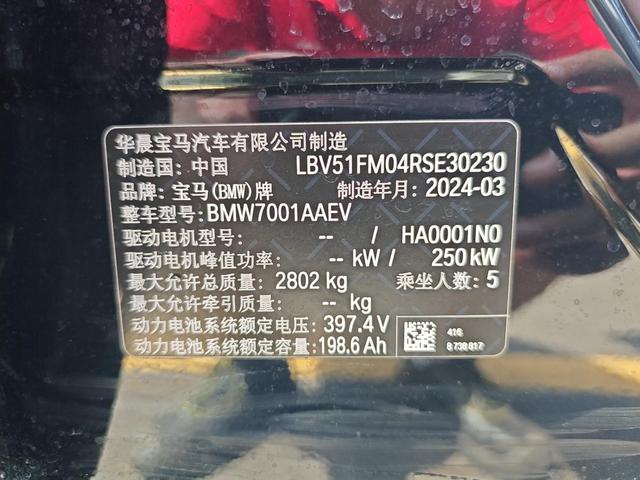 华晨宝马汽车有限公司制造
制造国: 中国 LBV51FM04RSE30230
品牌: 宝马(BMW)牌 制造年月: 2024-03
整车型号: BMW7001AAEV
驱动电机型号: -- / HA0001N0
驱动电机峰值功率: -- kW / 250 kW
最大允许总质量: 2802 kg 乘坐人数: 5
最大允许牵引质量: -- kg
动力电池系统额定电压: 397.4 V
动力电池系统额定容量: 198.6 Ah
416
8 738 817